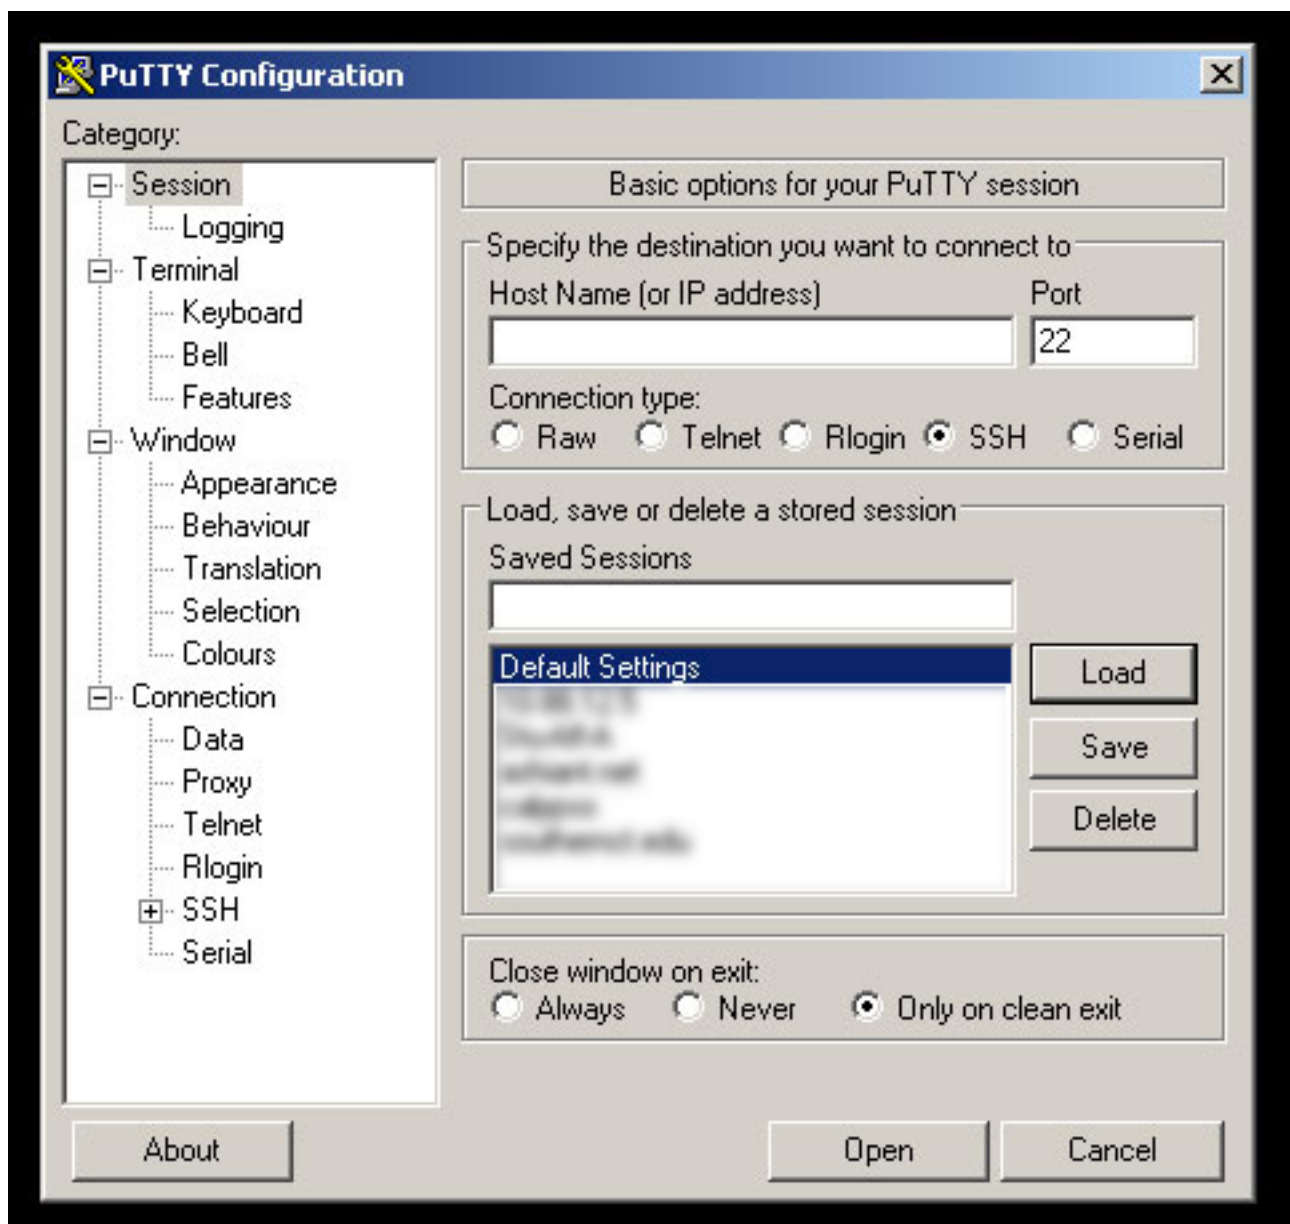 PuTTY Configuration
Category:
Session
Logging
Terminal
Keyboard
Bell
Features
Window
Appearance
Behaviour
Translation
Selection
Colours
Connection
Data
Proxy
Telnet
Rlogin
SSH
Serial
Basic options for your PuTTY session
Specify the destination you want to connect to
Host Name (or IP address) Port
22
Connection type:
Raw Telnet Rlogin SSH Serial
Load, save or delete a stored session
Saved Sessions
Default Settings
Load
Save
Delete
Close window on exit:
Always Never Only on clean exit
About Open Cancel